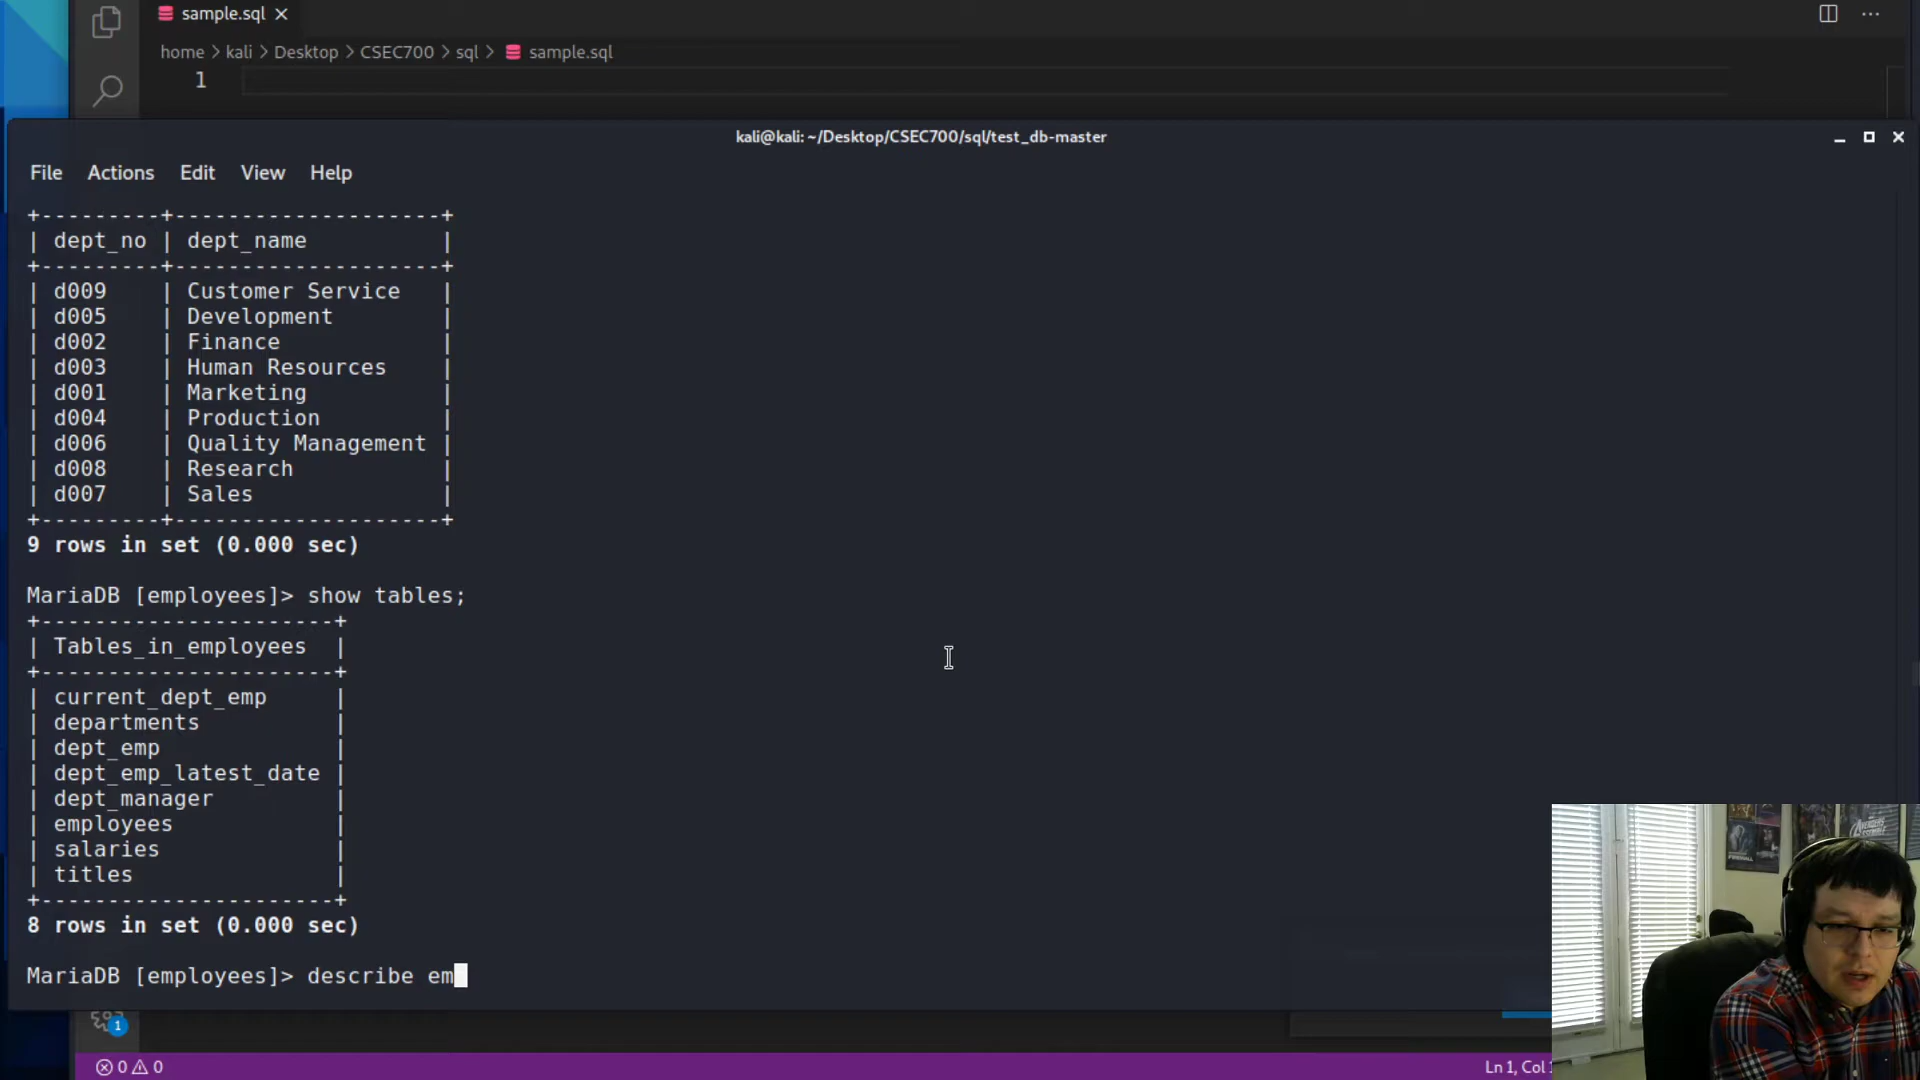 sample.sql
home > kali > Desktop > CSEC700 > sql > sample.sql
1
kali@kali: ~/Desktop/CSEC700/sql/test_db-master
File Actions Edit View Help
+---------+--------------------+
| dept_no | dept_name          |
+---------+--------------------+
| d009    | Customer Service   |
| d005    | Development        |
| d002    | Finance            |
| d003    | Human Resources    |
| d001    | Marketing          |
| d004    | Production         |
| d006    | Quality Management |
| d008    | Research           |
| d007    | Sales              |
+---------+--------------------+
9 rows in set (0.000 sec)
MariaDB [employees]> show tables;
+----------------------+
| Tables_in_employees  |
+----------------------+
| current_dept_emp     |
| departments          |
| dept_emp             |
| dept_emp_latest_date |
| dept_manager         |
| employees            |
| salaries             |
| titles               |
+----------------------+
8 rows in set (0.000 sec)
MariaDB [employees]> describe em
1
0 0
Ln 1, Col
AVENGERS